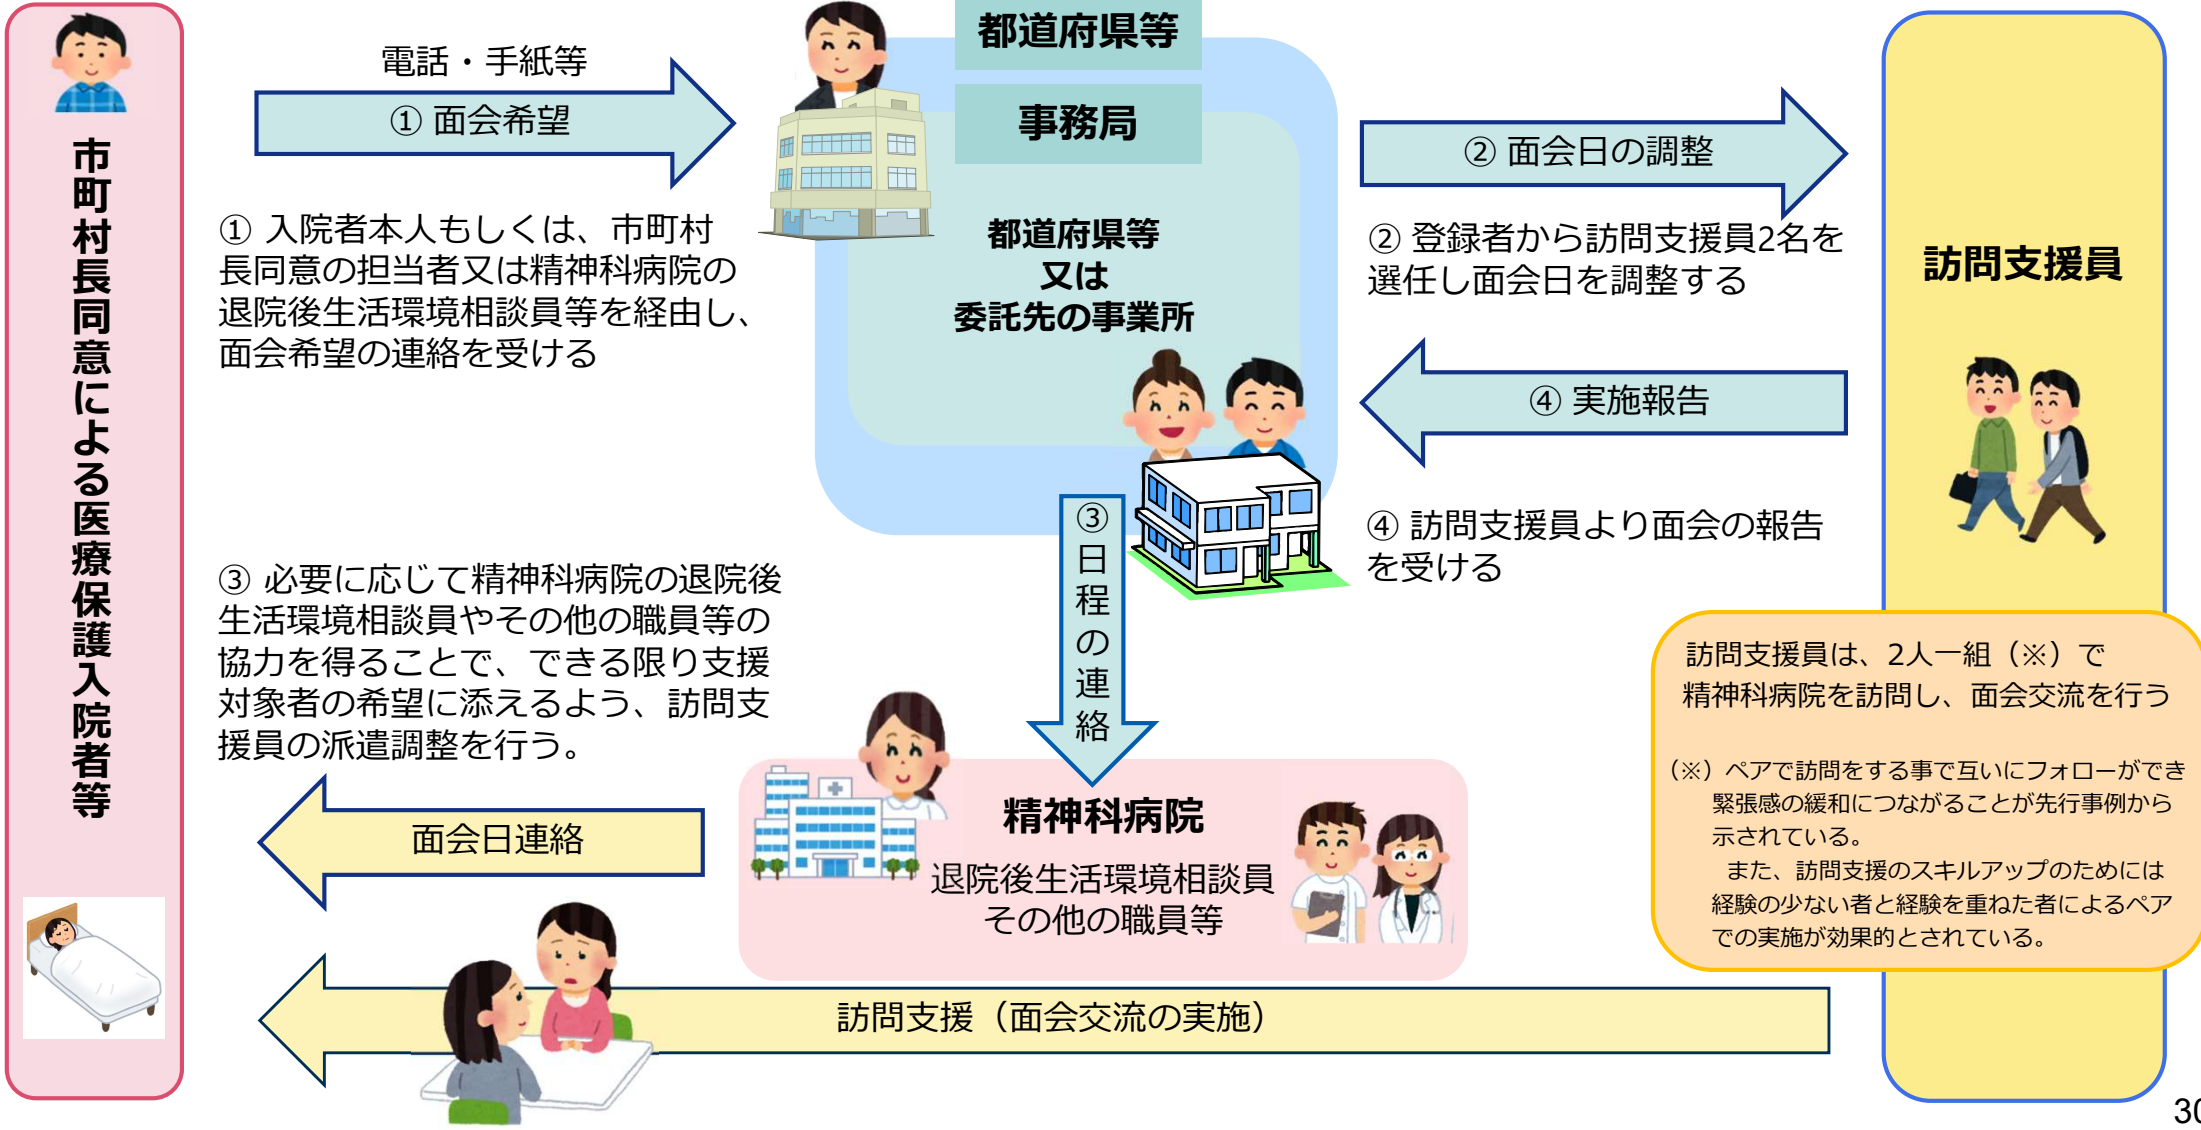 市町村長同意による医療保護入院者等
電話・手紙等
① 面会希望
① 入院者本人もしくは、市町村
長同意の担当者又は精神科病院の
退院後生活環境相談員等を経由し、
面会希望の連絡を受ける
都道府県等
事務局
都道府県等
又は
委託先の事業所
② 面会日の調整
② 登録者から訪問支援員2名を
選任し面会日を調整する
④ 実施報告
④ 訪問支援員より面会の報告
を受ける
訪問支援員
③日程の連絡
③ 必要に応じて精神科病院の退院後
生活環境相談員やその他の職員等の
協力を得ることで、できる限り支援
対象者の希望に添えるよう、訪問支
援員の派遣調整を行う。
面会日連絡
精神科病院
退院後生活環境相談員
その他の職員等
訪問支援員は、2人一組（※）で
精神科病院を訪問し、面会交流を行う
（※）ペアで訪問をする事で互いにフォローができ
緊張感の緩和につながることが先行事例から
示されている。
また、訪問支援のスキルアップのためには
経験の少ない者と経験を重ねた者によるペア
での実施が効果的とされている。
訪問支援（面会交流の実施）
30